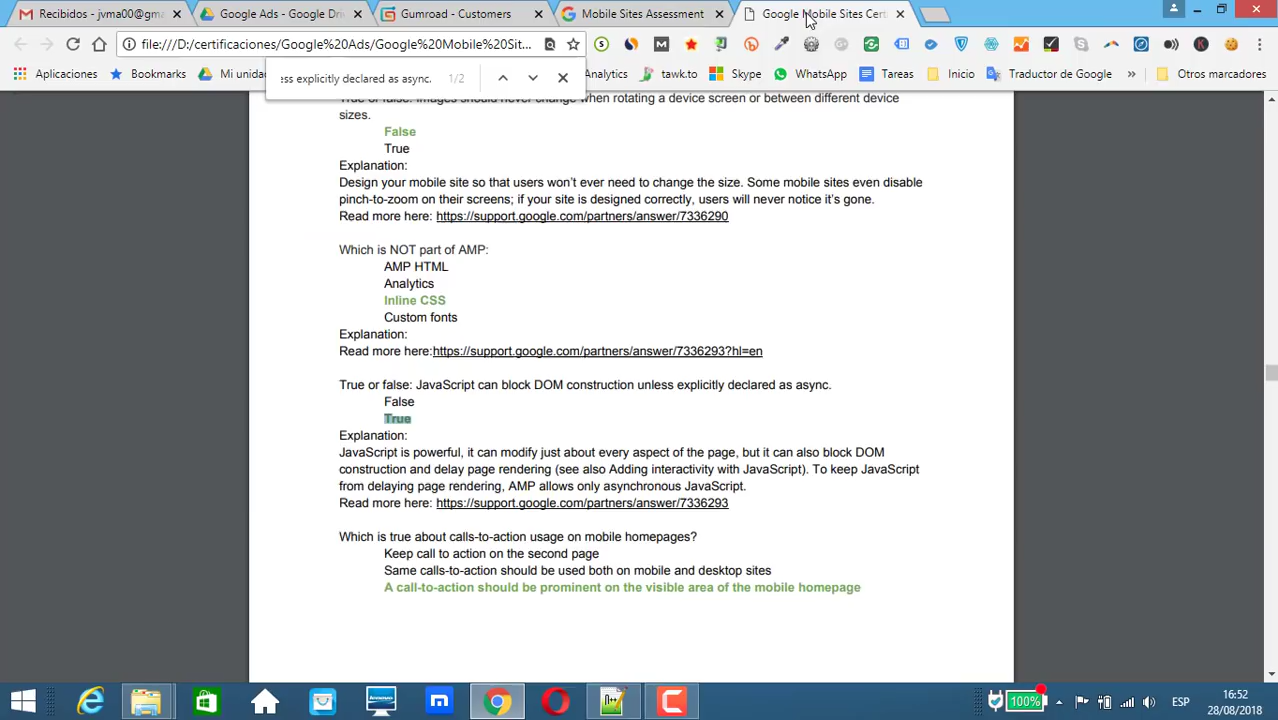 Recibidos - jvma00@gma
Google Ads - Google Dri
Gumroad - Customers
Mobile Sites Assessment
Google Mobile Sites Cert
file:///D:/certificaciones/Google%20Ads/Google%20Mobile%20Sit...
Aplicaciones
Bookmarks
Mi unidad
Analytics
tawk.to
Skype
WhatsApp
Tareas
Inicio
Traductor de Google
»
Otros marcadores
ss explicitly declared as async.
1/2
True or false: Images should never change when rotating a device screen or between different device
sizes.
False
True
Explanation:
Design your mobile site so that users won't ever need to change the size. Some mobile sites even disable
pinch-to-zoom on their screens; if your site is designed correctly, users will never notice it's gone.
Read more here: https://support.google.com/partners/answer/7336290
Which is NOT part of AMP:
AMP HTML
Analytics
Inline CSS
Custom fonts
Explanation:
Read more here:https://support.google.com/partners/answer/7336293?hl=en
True or false: JavaScript can block DOM construction unless explicitly declared as async.
False
True
Explanation:
JavaScript is powerful, it can modify just about every aspect of the page, but it can also block DOM
construction and delay page rendering (see also Adding interactivity with JavaScript). To keep JavaScript
from delaying page rendering, AMP allows only asynchronous JavaScript.
Read more here: https://support.google.com/partners/answer/7336293
Which is true about calls-to-action usage on mobile homepages?
Keep call to action on the second page
Same calls-to-action should be used both on mobile and desktop sites
A call-to-action should be prominent on the visible area of the mobile homepage
100%
ESP
16:52
28/08/2018